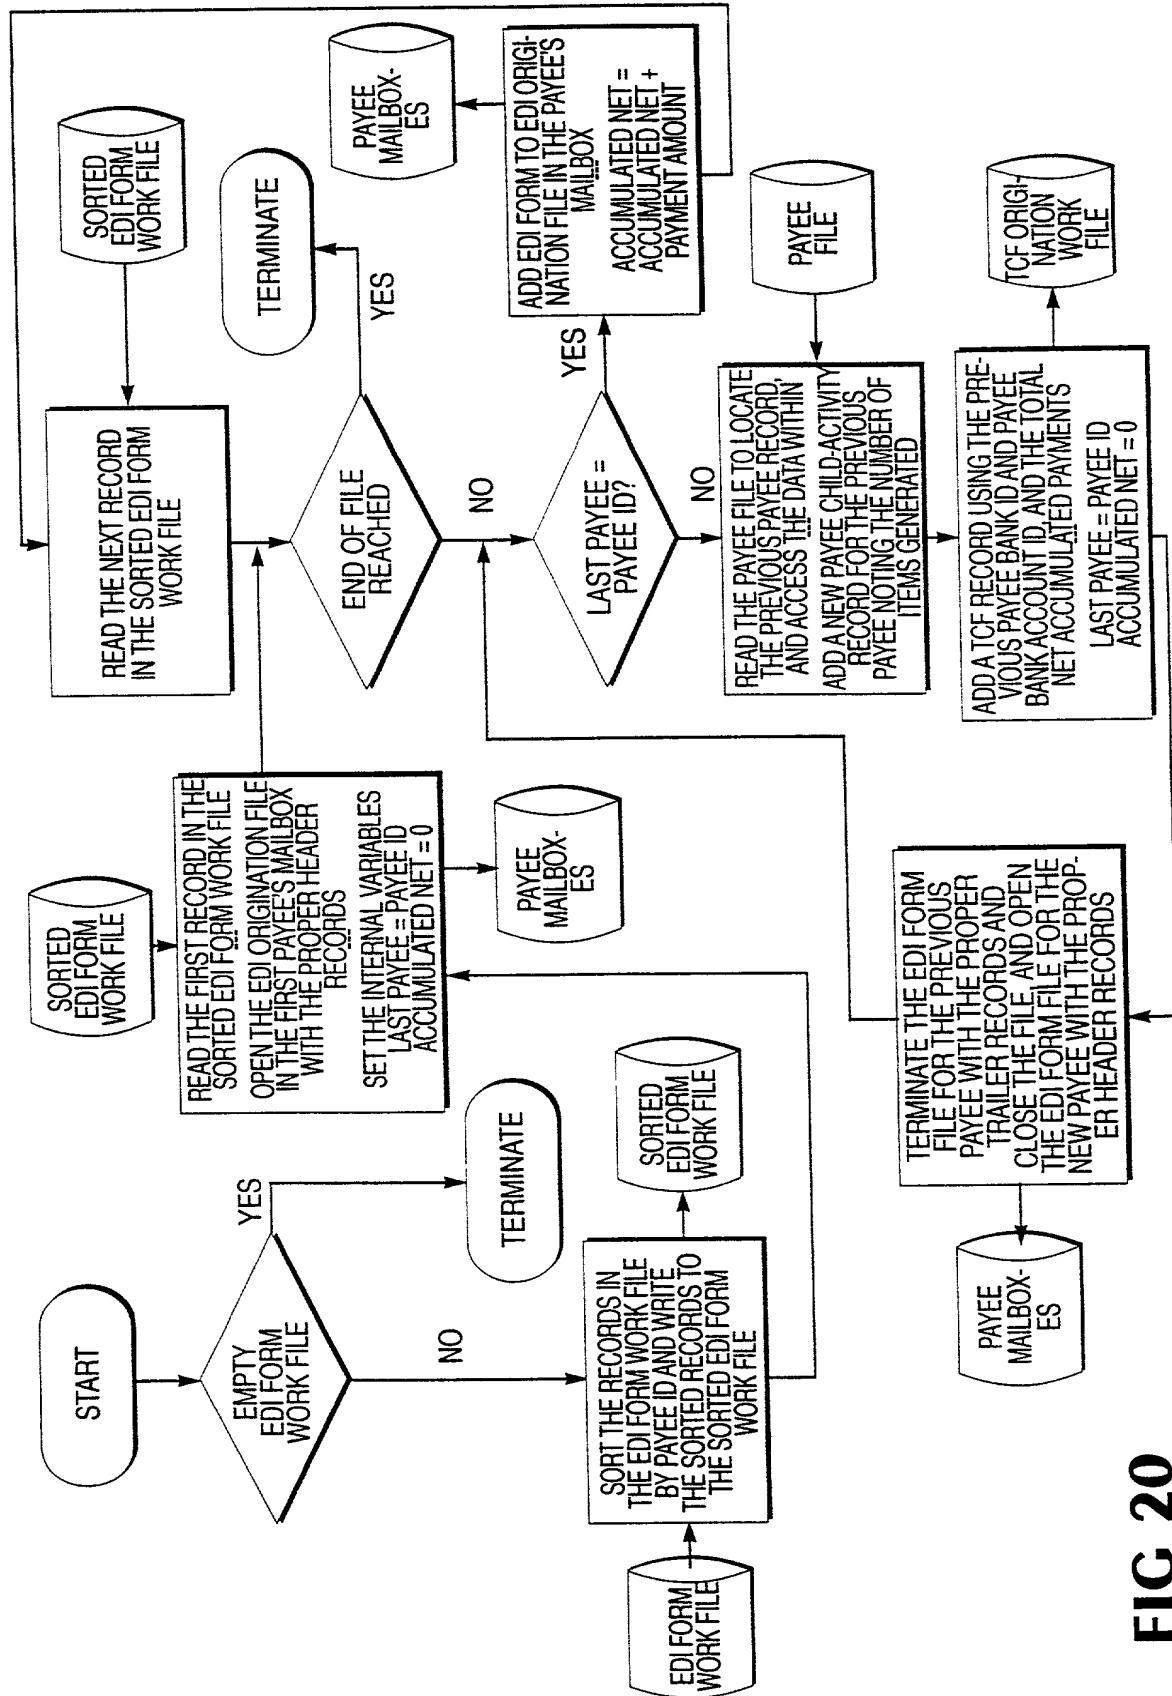 START
EMPTY
EDI FORM
WORK FILE
YES
TERMINATE
NO
EDI FORM
WORK FILE
SORT THE RECORDS IN
THE EDI FORM WORK FILE
BY PAYEE ID AND WRITE
THE SORTED RECORDS TO
THE SORTED EDI FORM
WORK FILE
SORTED
EDI FORM
WORK FILE
SORTED
EDI FORM
WORK FILE
READ THE FIRST RECORD IN THE
SORTED EDI FORM WORK FILE
OPEN THE EDI ORIGINATION FILE
IN THE FIRST PAYEE'S MAILBOX
WITH THE PROPER HEADER
RECORDS
SET THE INTERNAL VARIABLES
LAST PAYEE = PAYEE ID
ACCUMULATED NET = 0
PAYEE
MAILBOX-
ES
SORTED
EDI FORM
WORK FILE
READ THE NEXT RECORD
IN THE SORTED EDI FORM
WORK FILE
END OF FILE
REACHED
YES
TERMINATE
NO
LAST PAYEE =
PAYEE ID?
YES
ADD EDI FORM TO EDI ORIGI-
NATION FILE IN THE PAYEE'S
MAILBOX
ACCUMULATED NET =
ACCUMULATED NET +
PAYMENT AMOUNT
PAYEE
MAILBOX-
ES
NO
READ THE PAYEE FILE TO LOCATE
THE PREVIOUS PAYEE RECORD,
AND ACCESS THE DATA WITHIN
ADD A NEW PAYEE CHILD-ACTIVITY
RECORD FOR THE PREVIOUS
PAYEE NOTING THE NUMBER OF
ITEMS GENERATED
PAYEE
FILE
ADD A TCF RECORD USING THE PRE-
VIOUS PAYEE BANK ID AND PAYEE
BANK ACCOUNT ID, AND THE TOTAL
NET ACCUMULATED PAYMENTS
LAST PAYEE = PAYEE ID
ACCUMULATED NET = 0
TCF ORIGI-
NATION
WORK
FILE
TERMINATE THE EDI FORM
FILE FOR THE PREVIOUS
PAYEE WITH THE PROPER
TRAILER RECORDS AND
CLOSE THE FILE, AND OPEN
THE EDI FORM FILE FOR THE
NEW PAYEE WITH THE PROP-
ER HEADER RECORDS
PAYEE
MAILBOX-
ES
FIG 20